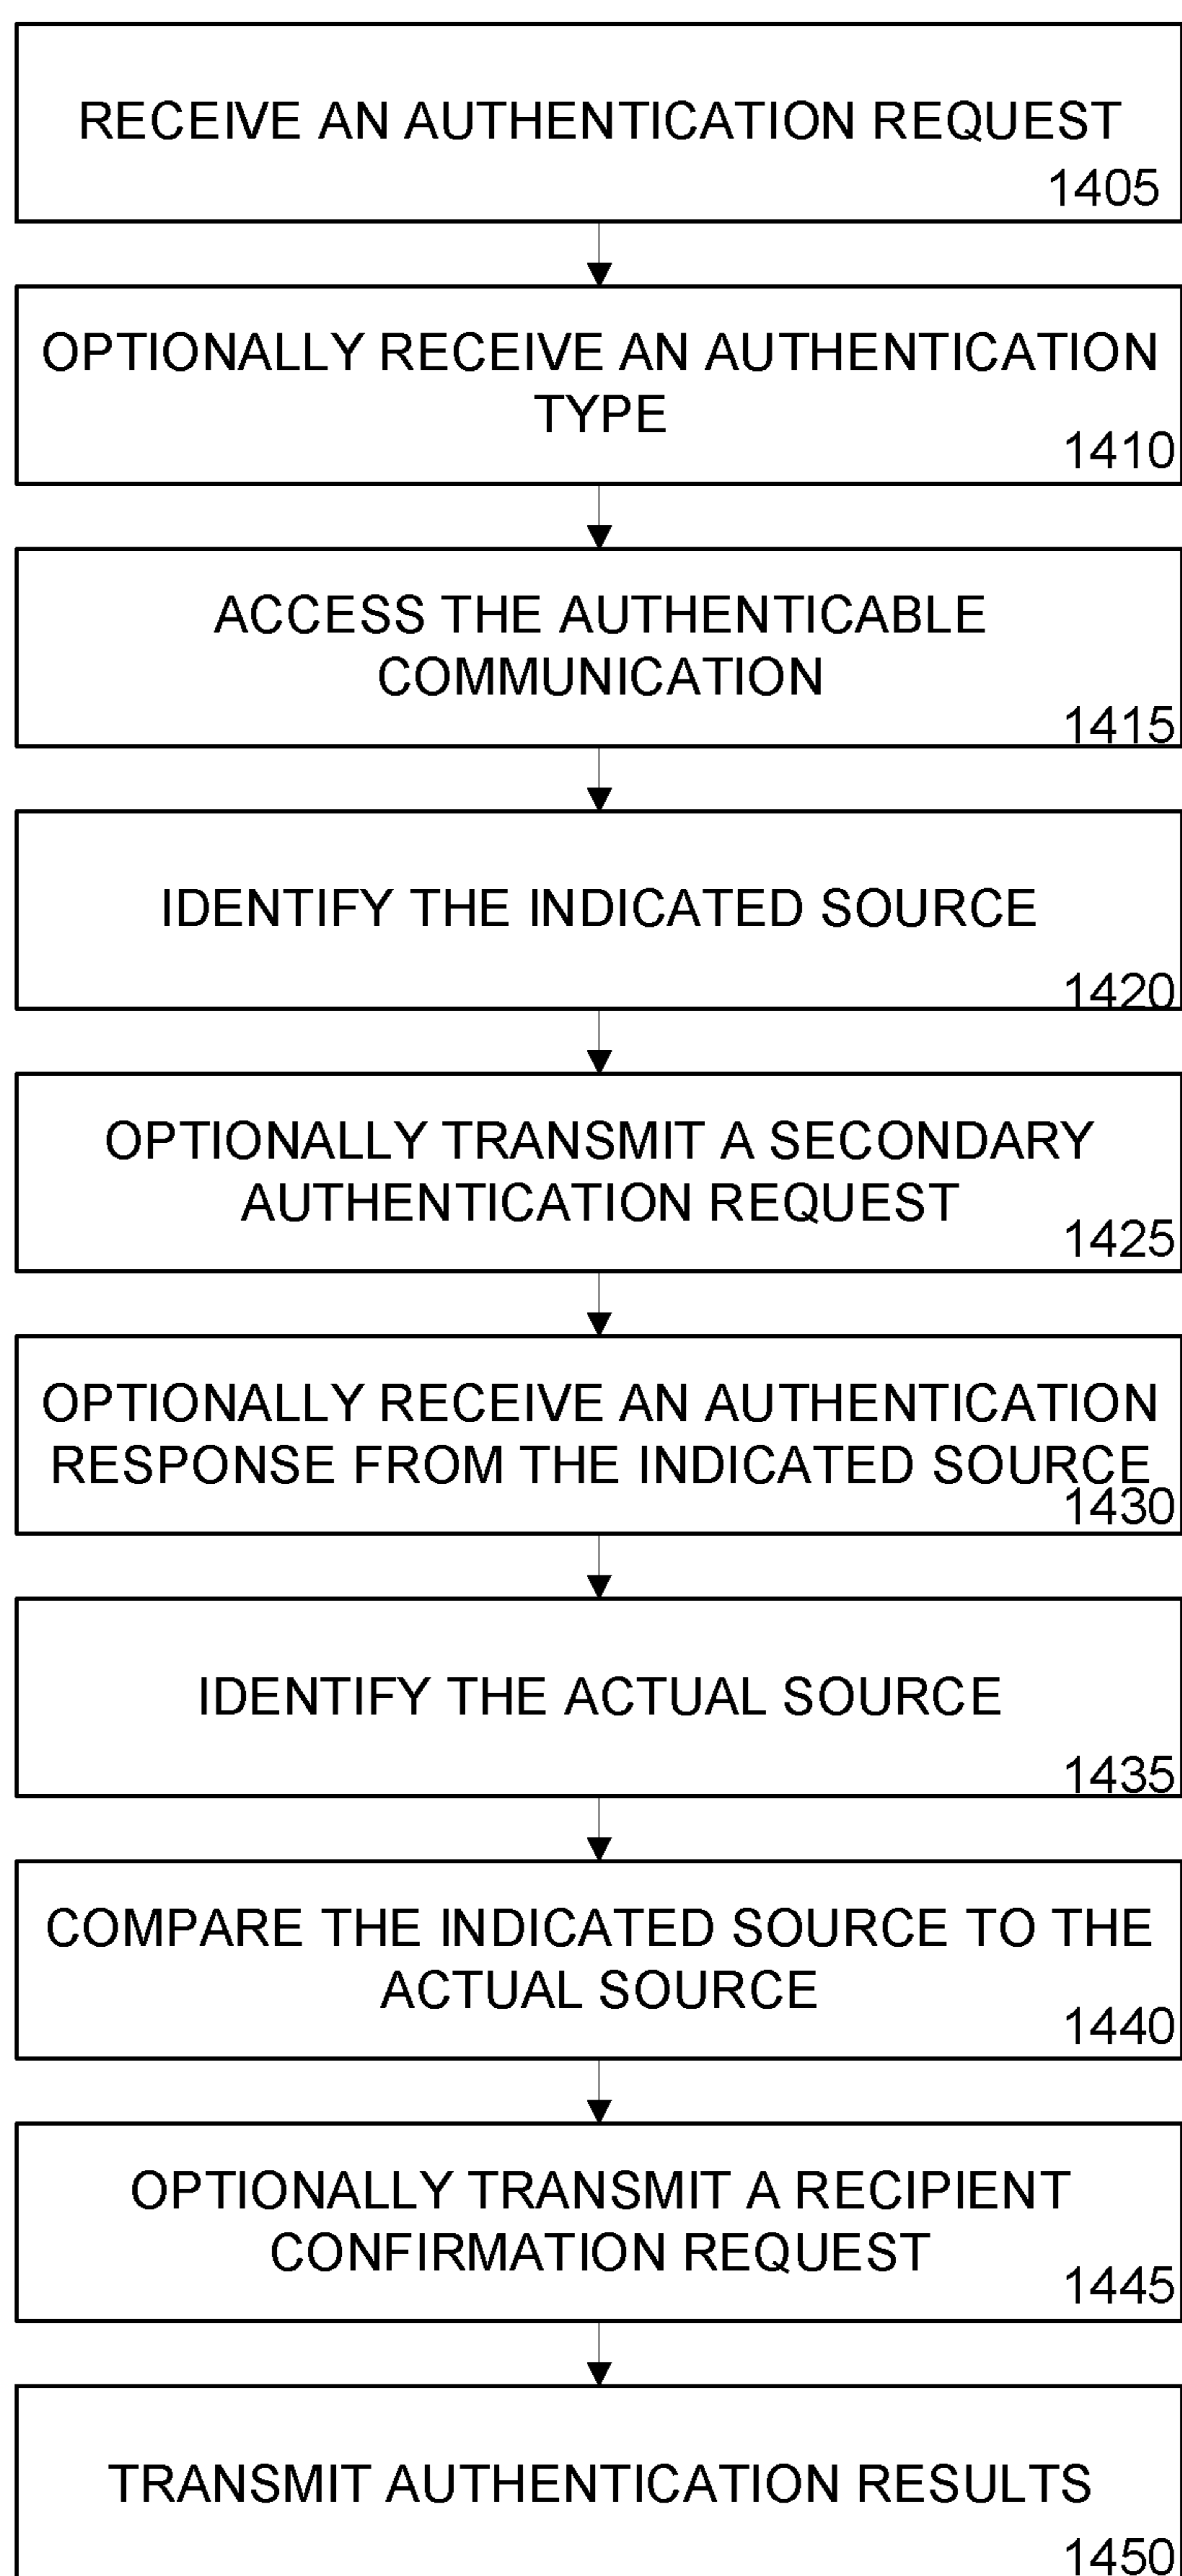 RECEIVE AN AUTHENTICATION REQUEST
1405
OPTIONALLY RECEIVE AN AUTHENTICATION
TYPE
1410
ACCESS THE AUTHENTICABLE
COMMUNICATION
1415
IDENTIFY THE INDICATED SOURCE
1420
OPTIONALLY TRANSMIT A SECONDARY
AUTHENTICATION REQUEST
1425
OPTIONALLY RECEIVE AN AUTHENTICATION
RESPONSE FROM THE INDICATED SOURCE
1430
IDENTIFY THE ACTUAL SOURCE
1435
COMPARE THE INDICATED SOURCE TO THE
ACTUAL SOURCE
1440
OPTIONALLY TRANSMIT A RECIPIENT
CONFIRMATION REQUEST
1445
TRANSMIT AUTHENTICATION RESULTS
1450